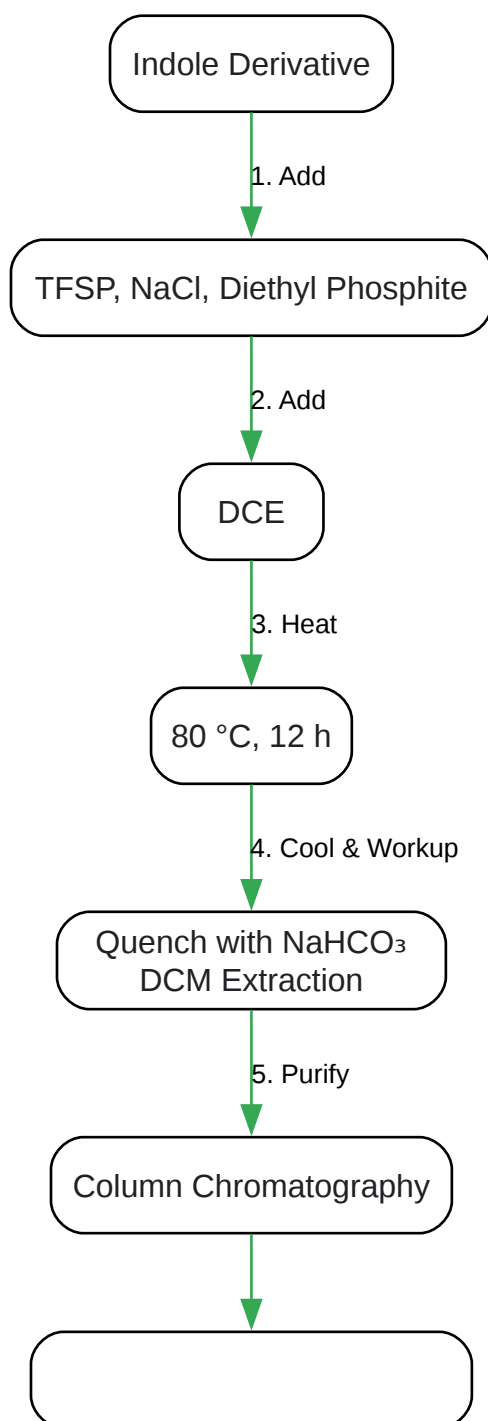 Indole Derivative
1. Add
TFSP, NaCl, Diethyl Phosphite
2. Add
DCE
3. Heat
80 °C, 12 h
4. Cool & Workup
Quench with NaHCO₃
DCM Extraction
5. Purify
Column Chromatography